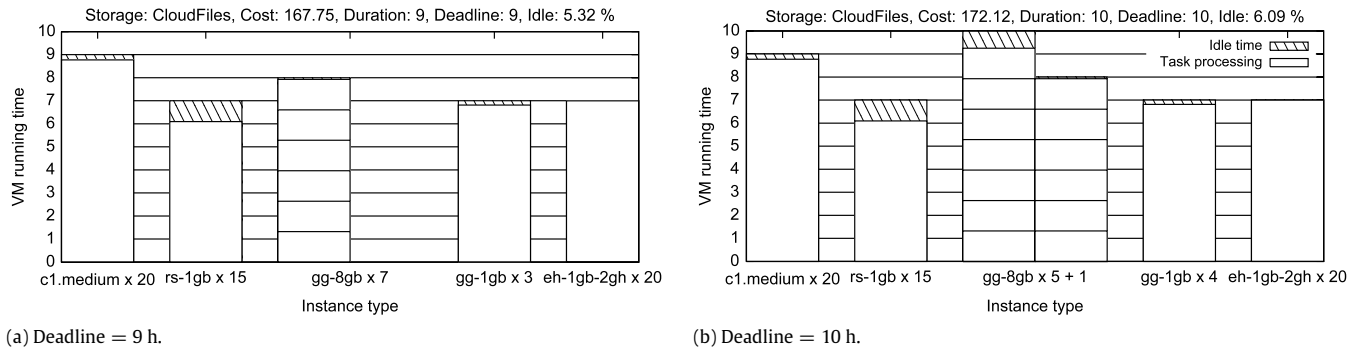 Storage: CloudFiles, Cost: 167.75, Duration: 9, Deadline: 9, Idle: 5.32 %
10
9
8
7
6
5
4
3
2
1
0
VM running time
c1.medium x 20 rs-1gb x 15 gg-8gb x 7 gg-1gb x 3 eh-1gb-2gh x 20
Instance type
(a) Deadline = 9 h.
Storage: CloudFiles, Cost: 172.12, Duration: 10, Deadline: 10, Idle: 6.09 %
Idle time
Task processing
10
9
8
7
6
5
4
3
2
1
0
VM running time
c1.medium x 20 rs-1gb x 15 gg-8gb x 5 + 1 gg-1gb x 4 eh-1gb-2gh x 20
Instance type
(b) Deadline = 10 h.